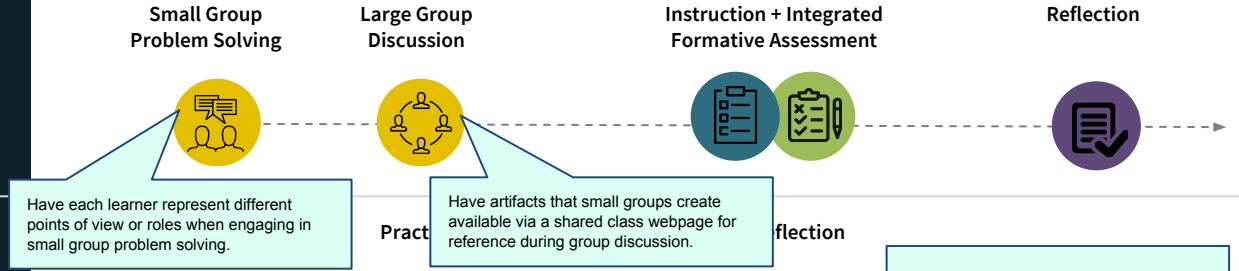 Small Group
Problem Solving
Large Group
Discussion
Instruction + Integrated
Formative Assessment
Reflection
Have each learner represent different
points of view or roles when engaging in
small group problem solving.
Have artifacts that small groups create
available via a shared class webpage for
reference during group discussion.
Pract
flection